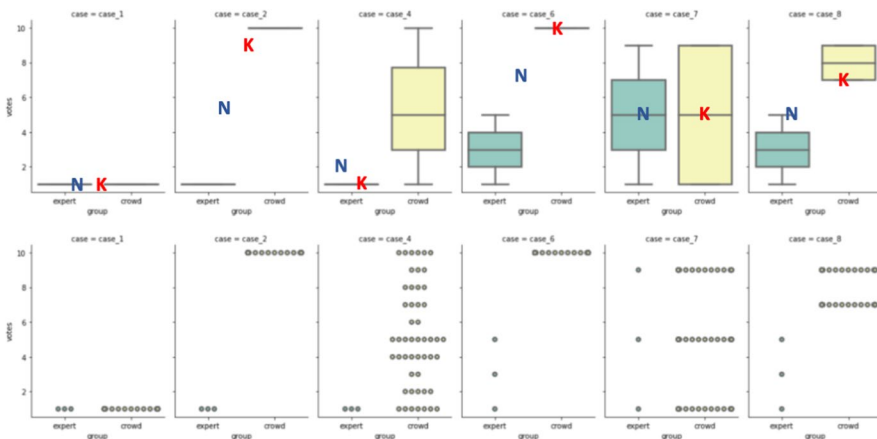 case = case_1 case = case_2 case = case_4 case = case_6 case = case_7 case = case_8
10
8
6
4
2
votes
N K N K N K N K N K N K
expert crowd expert crowd expert crowd expert crowd expert crowd expert crowd
group group group group group group
case = case_1 case = case_2 case = case_4 case = case_6 case = case_7 case = case_8
10
8
6
4
2
votes
expert crowd expert crowd expert crowd expert crowd expert crowd expert crowd
group group group group group group